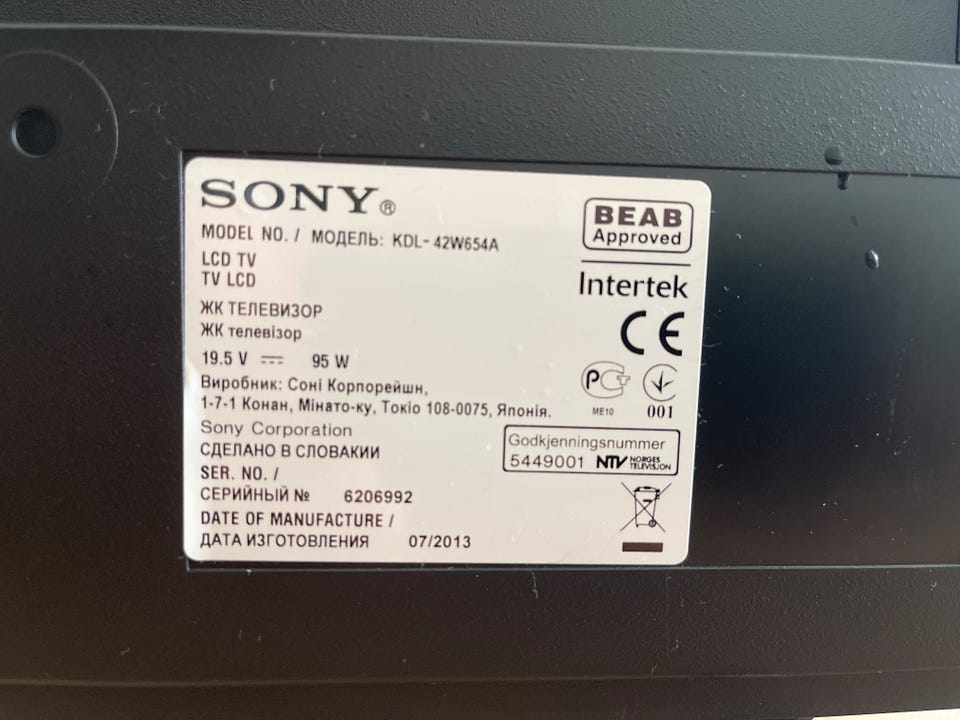 SONY®
MODEL NO. / МОДЕЛЬ: KDL-42W654A
LCD TV
TV LCD
ЖК ТЕЛЕВИЗОР
ЖК телевізор
19.5 V ⎓ 95 W
Виробник: Соні Корпорейшн,
1-7-1 Конан, Мінато-ку, Токіо 108-0075, Японія.
Sony Corporation
СДЕЛАНО В СЛОВАКИИ
SER. NO. /
СЕРИЙНЫЙ № 6206992
DATE OF MANUFACTURE /
ДАТА ИЗГОТОВЛЕНИЯ 07/2013
BEAB
Approved
Intertek
CE
РСТ
ME10
001
Godkjenningsnummer
5449001 NTV NORGES
TELEVISJON